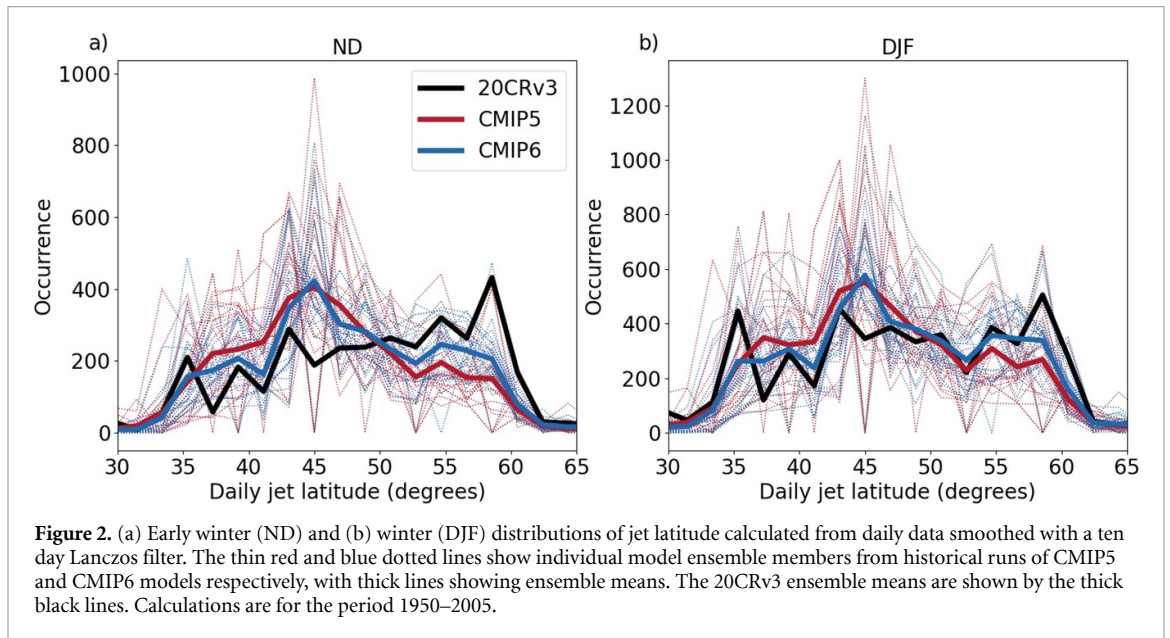 a)
ND
1000
800
600
400
200
0
Occurrence
20CRv3
CMIP5
CMIP6
30 35 40 45 50 55 60 65
Daily jet latitude (degrees)
b)
DJF
1200
1000
800
600
400
200
0
Occurrence
30 35 40 45 50 55 60 65
Daily jet latitude (degrees)
Figure 2. (a) Early winter (ND) and (b) winter (DJF) distributions of jet latitude calculated from daily data smoothed with a ten
day Lanczos filter. The thin red and blue dotted lines show individual model ensemble members from historical runs of CMIP5
and CMIP6 models respectively, with thick lines showing ensemble means. The 20CRv3 ensemble means are shown by the thick
black lines. Calculations are for the period 1950–2005.